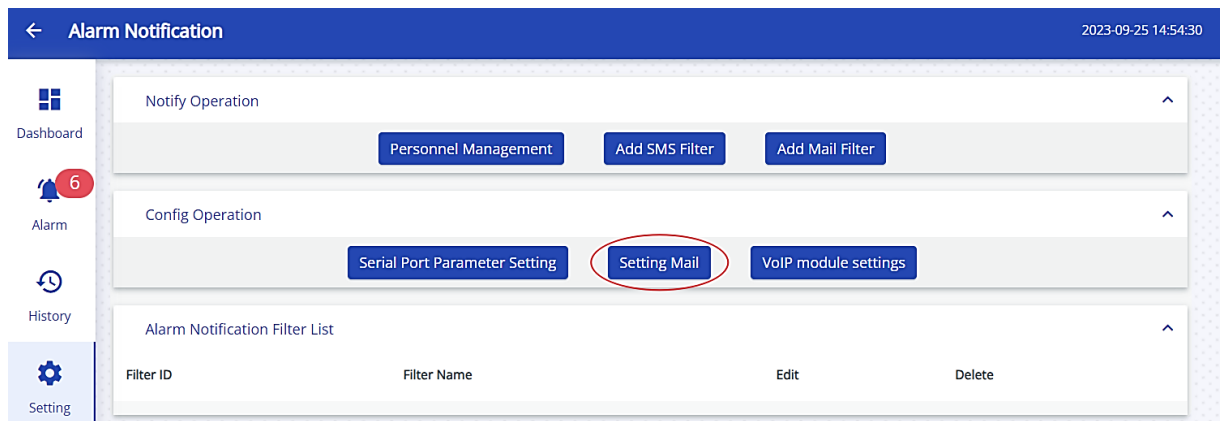 Alarm Notification
2023-09-25 14:54:30
Dashboard
6
Alarm
History
Setting
Notify Operation
Personnel Management
Add SMS Filter
Add Mail Filter
Config Operation
Serial Port Parameter Setting
Setting Mail
VoIP module settings
Alarm Notification Filter List
Filter ID
Filter Name
Edit
Delete